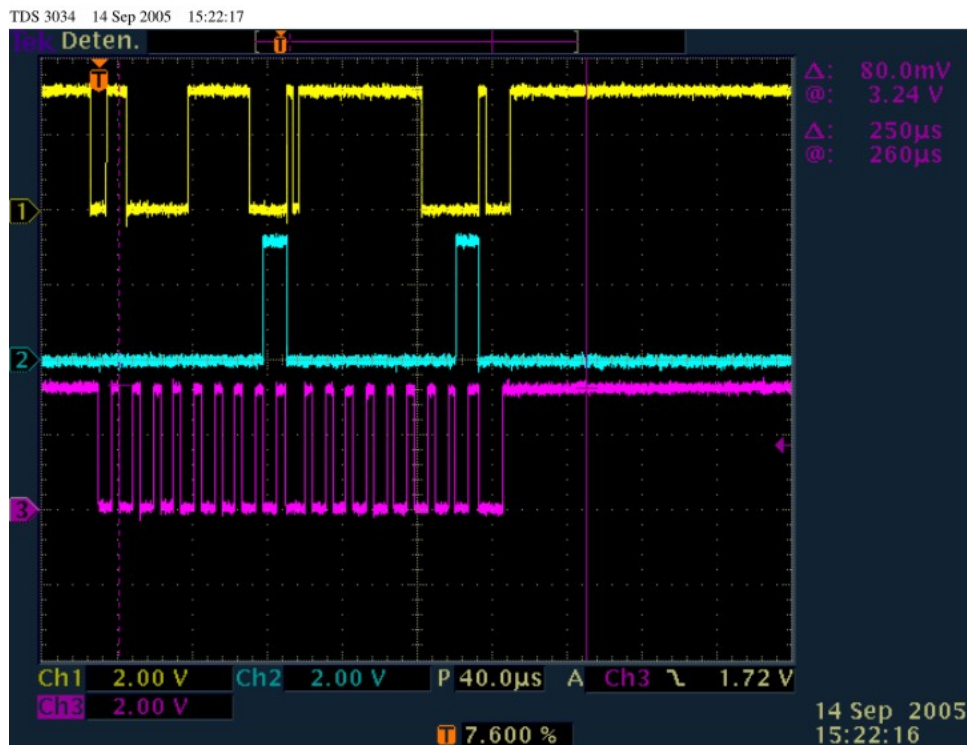 TDS 3034 14 Sep 2005 15:22:17
Tek Deten.
T
T
Δ: 80.0mV
@: 3.24 V
Δ: 250µs
@: 260µs
1
2
3
Ch1 2.00 V Ch2 2.00 V P 40.0µs A Ch3 1.72 V
Ch3 2.00 V
T 7.600 %
14 Sep 2005
15:22:16